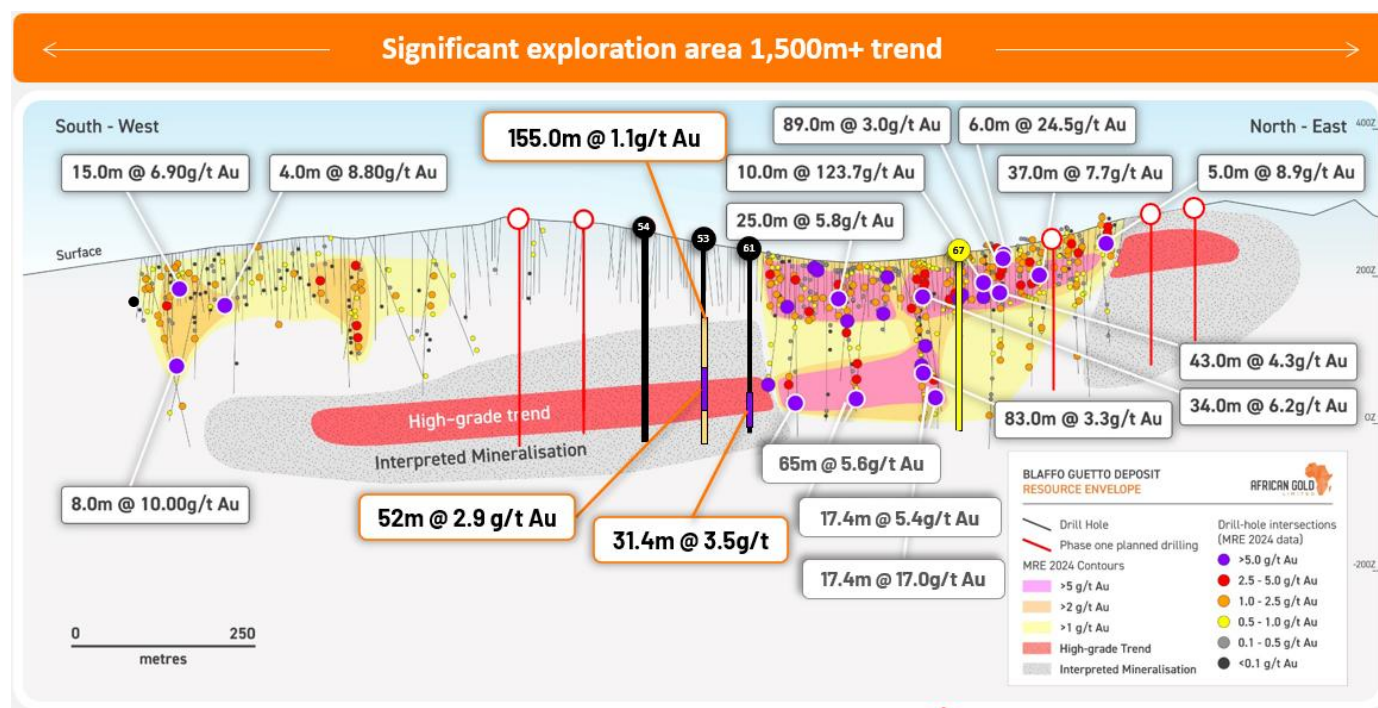 Significant exploration area 1,500m+ trend
South - West
North - East
400Z
155.0m @ 1.1g/t Au
89.0m @ 3.0g/t Au
6.0m @ 24.5g/t Au
15.0m @ 6.90g/t Au
4.0m @ 8.80g/t Au
10.0m @ 123.7g/t Au
37.0m @ 7.7g/t Au
5.0m @ 8.9g/t Au
25.0m @ 5.8g/t Au
Surface
54
53
61
67
200Z
43.0m @ 4.3g/t Au
34.0m @ 6.2g/t Au
83.0m @ 3.3g/t Au
0Z
High-grade trend
Interpreted Mineralisation
65m @ 5.6g/t Au
8.0m @ 10.00g/t Au
52m @ 2.9 g/t Au
31.4m @ 3.5g/t
17.4m @ 5.4g/t Au
17.4m @ 17.0g/t Au
-200Z
0 250
metres
BLAFFO GUETTO DEPOSIT
RESOURCE ENVELOPE
AFRICAN GOLD
LIMITED
Drill Hole
Phase one planned drilling
MRE 2024 Contours
>5 g/t Au
>2 g/t Au
>1 g/t Au
High-grade Trend
Interpreted Mineralisation
Drill-hole intersections
(MRE 2024 data)
>5.0 g/t Au
2.5 - 5.0 g/t Au
1.0 - 2.5 g/t Au
0.5 - 1.0 g/t Au
0.1 - 0.5 g/t Au
<0.1 g/t Au